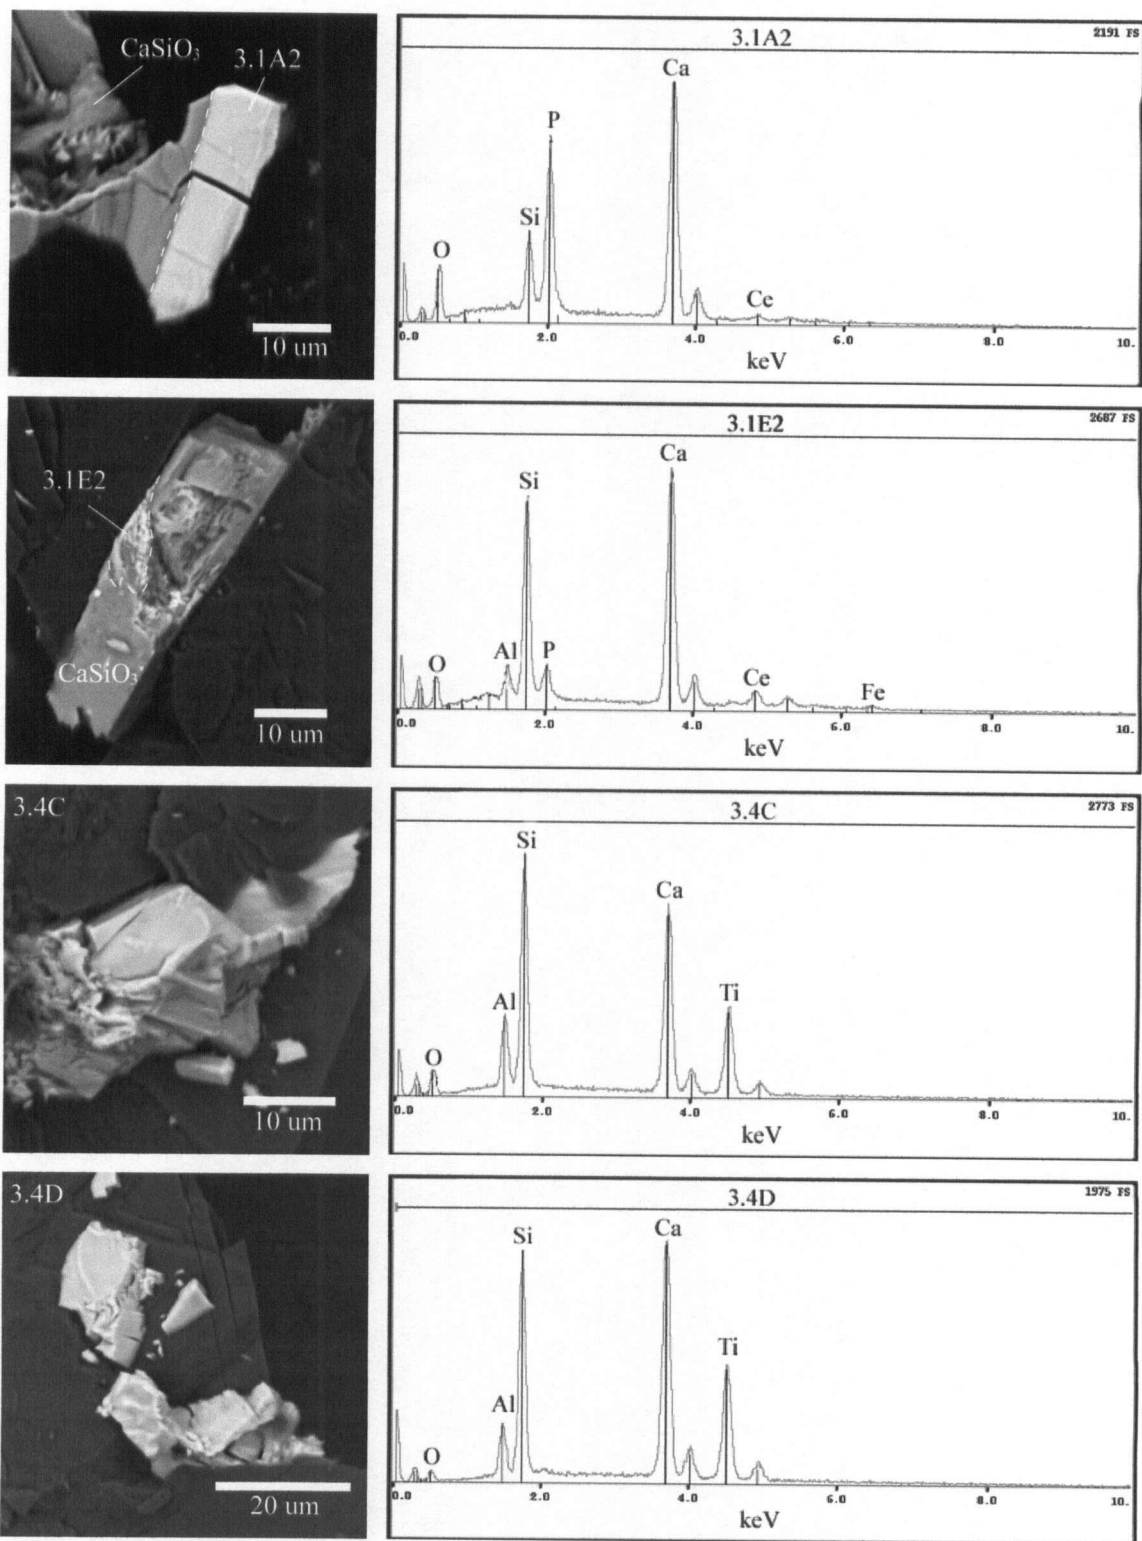 CaSiO₃
3.1A2
10 um
3.1A2
2191 FS
Ca
P
Si
O
Ce
0.0 2.0 4.0 6.0 8.0 10.
keV
3.1E2
CaSiO₃
10 um
3.1E2
2687 FS
Ca
Si
Al
P
O
Ce
Fe
0.0 2.0 4.0 6.0 8.0 10.
keV
3.4C
10 um
3.4C
2773 FS
Si
Ca
Al
Ti
O
0.0 2.0 4.0 6.0 8.0 10.
keV
3.4D
20 um
3.4D
1975 FS
Si
Ca
Ti
Al
O
0.0 2.0 4.0 6.0 8.0 10.
keV